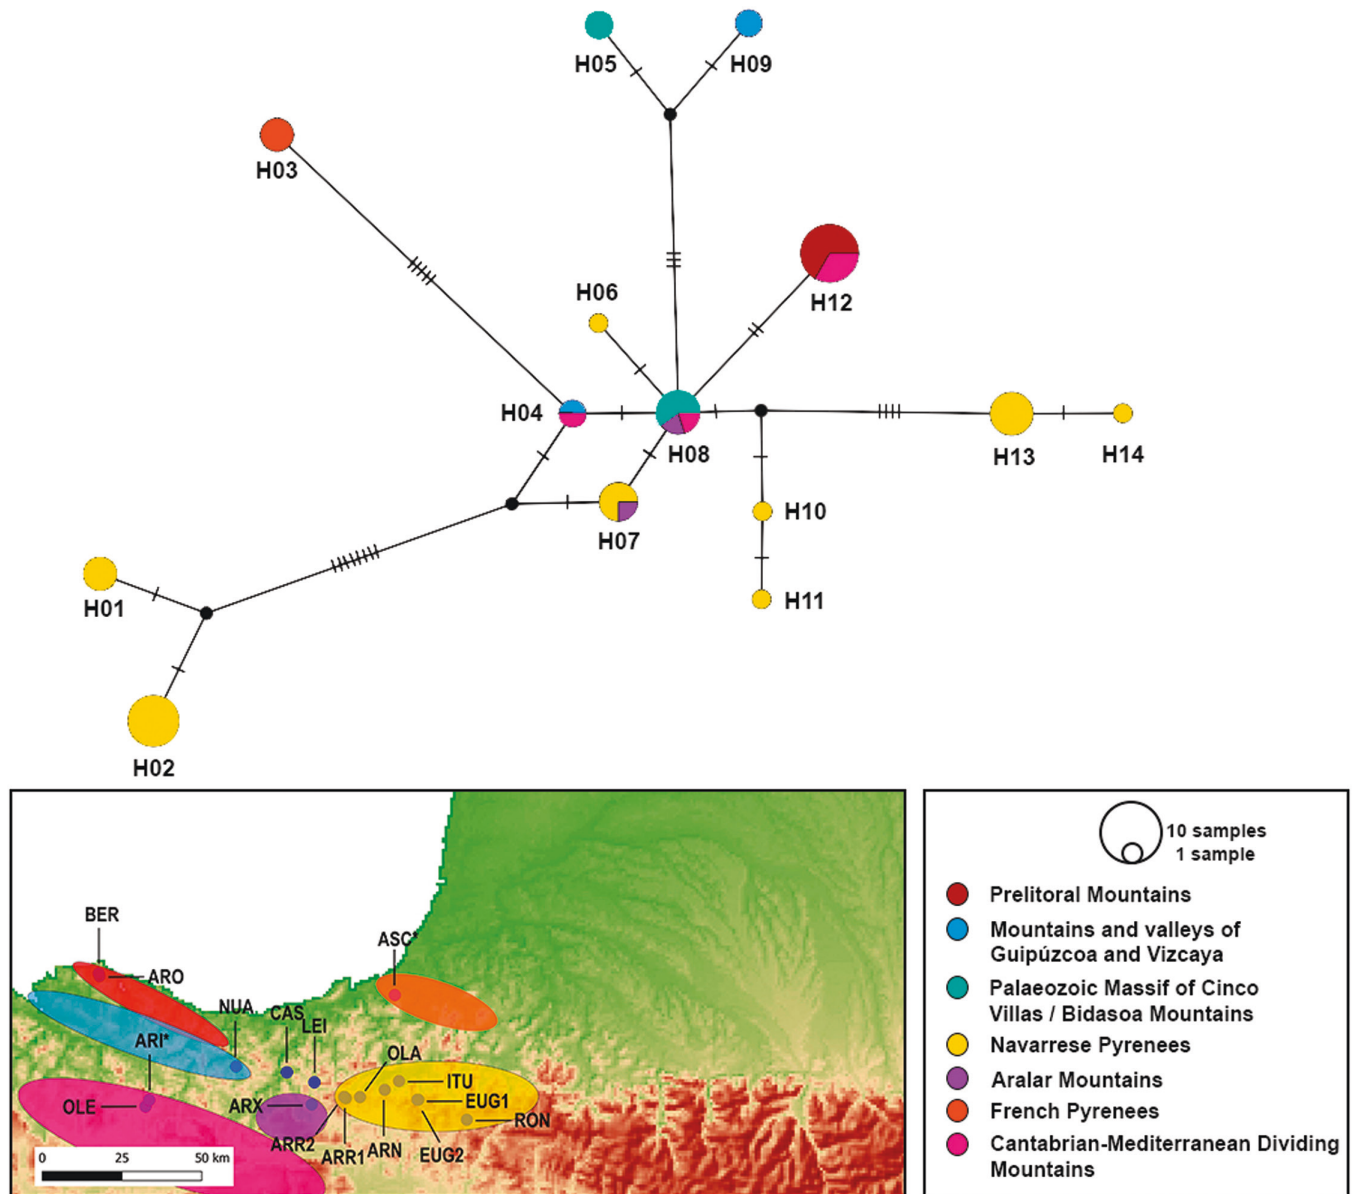 H05
H09
H03
H12
H06
H04
H08
H13
H14
H10
H07
H11
H01
H02
BER
ARO
ASC*
NUA
CAS
LEI
ARI*
OLA
ITU
OLE
ARX
EUG1
RON
ARR2
ARR1
ARN
EUG2
0 25 50 km
10 samples
1 sample
Prelitoral Mountains
Mountains and valleys of
Guipúzcoa and Vizcaya
Palaeozoic Massif of Cinco
Villas / Bidasoa Mountains
Navarrese Pyrenees
Aralar Mountains
French Pyrenees
Cantabrian-Mediterranean Dividing
Mountains